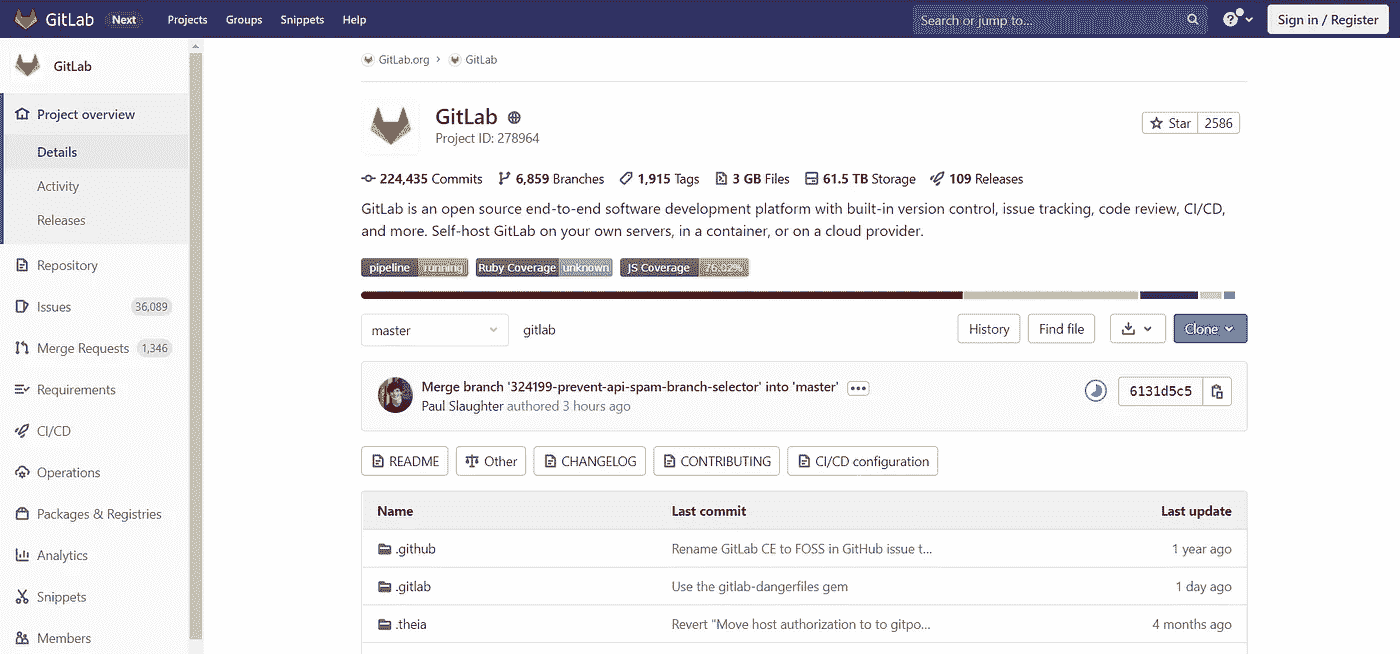 GitLab Next Projects Groups Snippets Help Search or jump to... Sign in / Register
GitLab
Project overview
Details
Activity
Releases
Repository
Issues 36,089
Merge Requests 1,346
Requirements
CI/CD
Operations
Packages & Registries
Analytics
Snippets
Members
GitLab.org › GitLab
GitLab
Project ID: 278964
Star 2586
224,435 Commits 6,859 Branches 1,915 Tags 3 GB Files 61.5 TB Storage 109 Releases
GitLab is an open source end-to-end software development platform with built-in version control, issue tracking, code review, CI/CD,
and more. Self-host GitLab on your own servers, in a container, or on a cloud provider.
pipeline running Ruby Coverage unknown JS Coverage 76.02%
master gitlab History Find file Clone
Merge branch '324199-prevent-api-spam-branch-selector' into 'master'
Paul Slaughter authored 3 hours ago
6131d5c5
README Other CHANGELOG CONTRIBUTING CI/CD configuration
Name Last commit Last update
.github Rename GitLab CE to FOSS in GitHub issue t... 1 year ago
.gitlab Use the gitlab-dangerfiles gem 1 day ago
.theia Revert "Move host authorization to to gitpo... 4 months ago